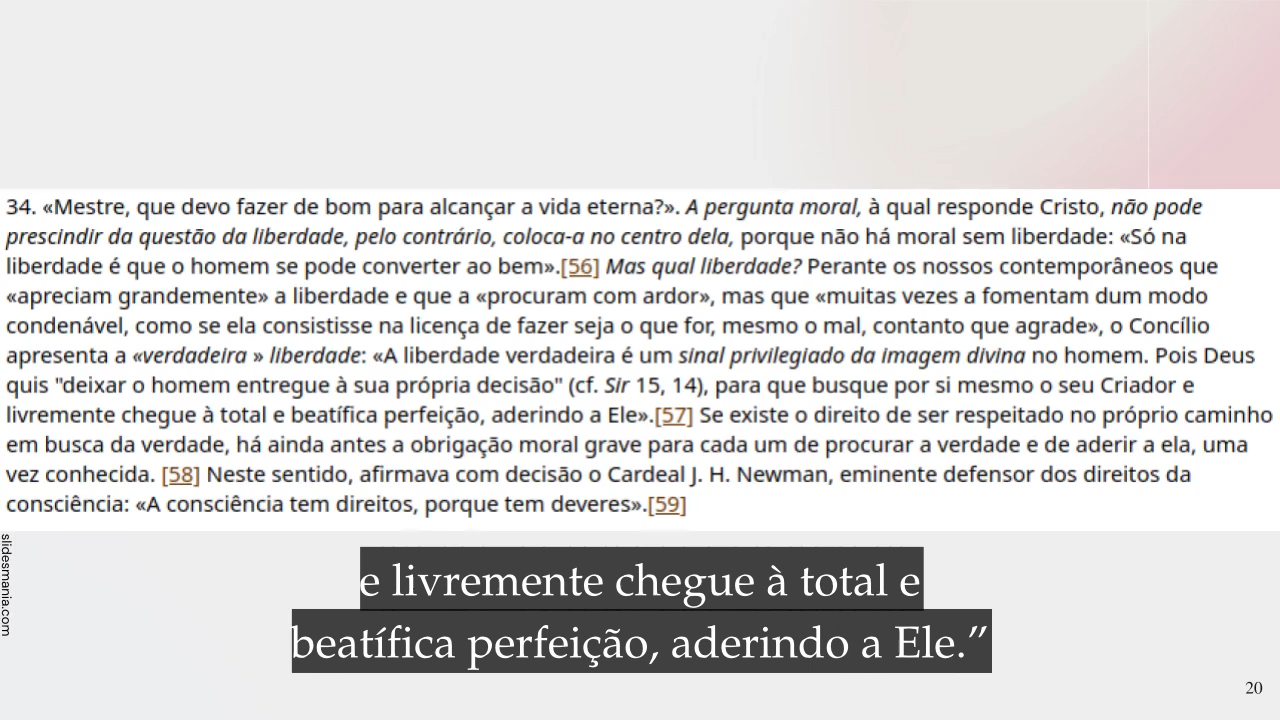 34. «Mestre, que devo fazer de bom para alcançar a vida eterna?». A pergunta moral, à qual responde Cristo, não pode
prescindir da questão da liberdade, pelo contrário, coloca-a no centro dela, porque não há moral sem liberdade: «Só na
liberdade é que o homem se pode converter ao bem».[56] Mas qual liberdade? Perante os nossos contemporâneos que
«apreciam grandemente» a liberdade e que a «procuram com ardor», mas que «muitas vezes a fomentam dum modo
condenável, como se ela consistisse na licença de fazer seja o que for, mesmo o mal, contanto que agrade», o Concílio
apresenta a «verdadeira » liberdade: «A liberdade verdadeira é um sinal privilegiado da imagem divina no homem. Pois Deus
quis "deixar o homem entregue à sua própria decisão" (cf. Sir 15, 14), para que busque por si mesmo o seu Criador e
livremente chegue à total e beatífica perfeição, aderindo a Ele».[57] Se existe o direito de ser respeitado no próprio caminho
em busca da verdade, há ainda antes a obrigação moral grave para cada um de procurar a verdade e de aderir a ela, uma
vez conhecida. [58] Neste sentido, afirmava com decisão o Cardeal J. H. Newman, eminente defensor dos direitos da
consciência: «A consciência tem direitos, porque tem deveres».[59]
slidesmania.com
e livremente chegue à total e
beatífica perfeição, aderindo a Ele.”
20